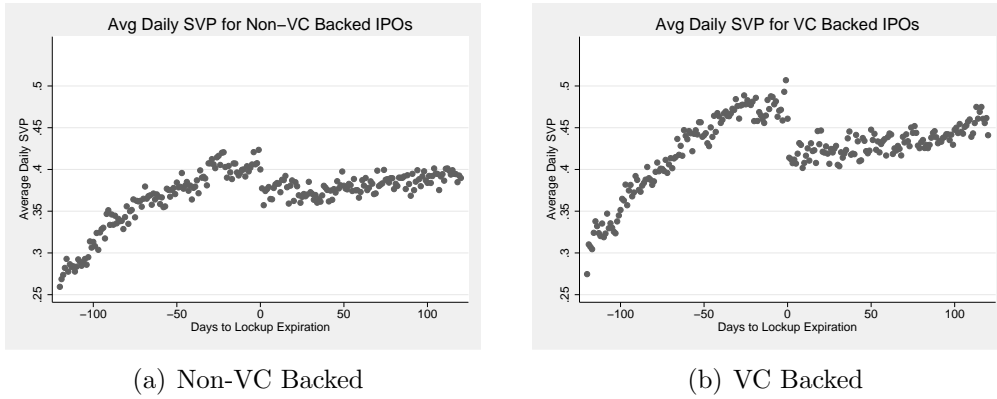 Avg Daily SVP for Non−VC Backed IPOs
Average Daily SVP
.25
.3
.35
.4
.45
.5
−100
−50
0
50
100
Days to Lockup Expiration
(a) Non-VC Backed
Avg Daily SVP for VC Backed IPOs
Average Daily SVP
.25
.3
.35
.4
.45
.5
−100
−50
0
50
100
Days to Lockup Expiration
(b) VC Backed